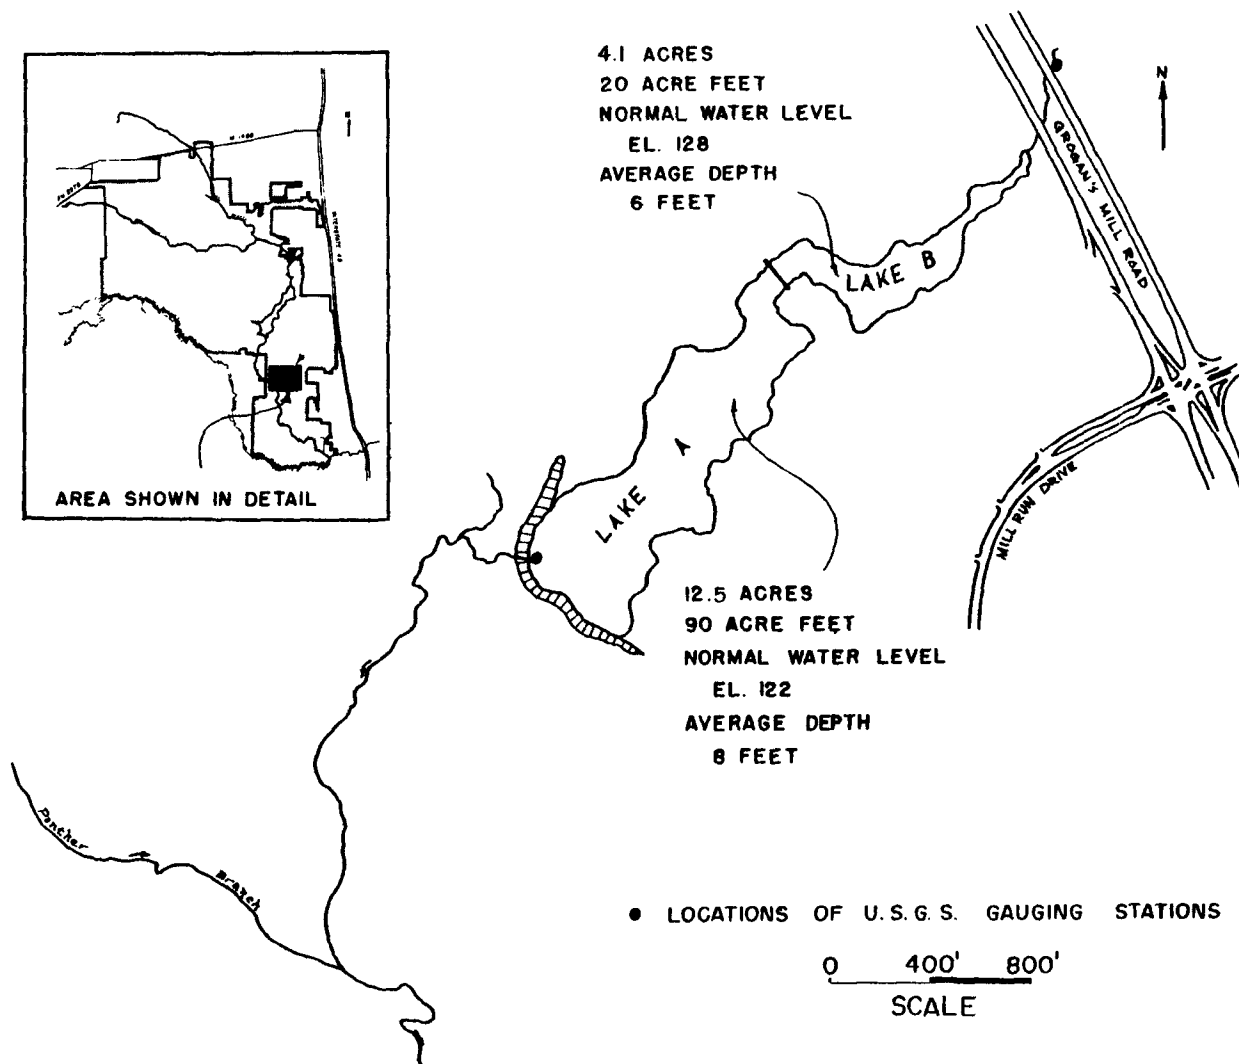 4.1 ACRES
20 ACRE FEET
NORMAL WATER LEVEL
EL. 128
AVERAGE DEPTH
6 FEET
N
GROGAN'S MILL ROAD
LAKE B
AREA SHOWN IN DETAIL
LAKE A
MILL RUN DRIVE
12.5 ACRES
90 ACRE FEET
NORMAL WATER LEVEL
EL. 122
AVERAGE DEPTH
8 FEET
Panther Branch
LOCATIONS OF U.S.G.S. GAUGING STATIONS
0 400' 800'
SCALE